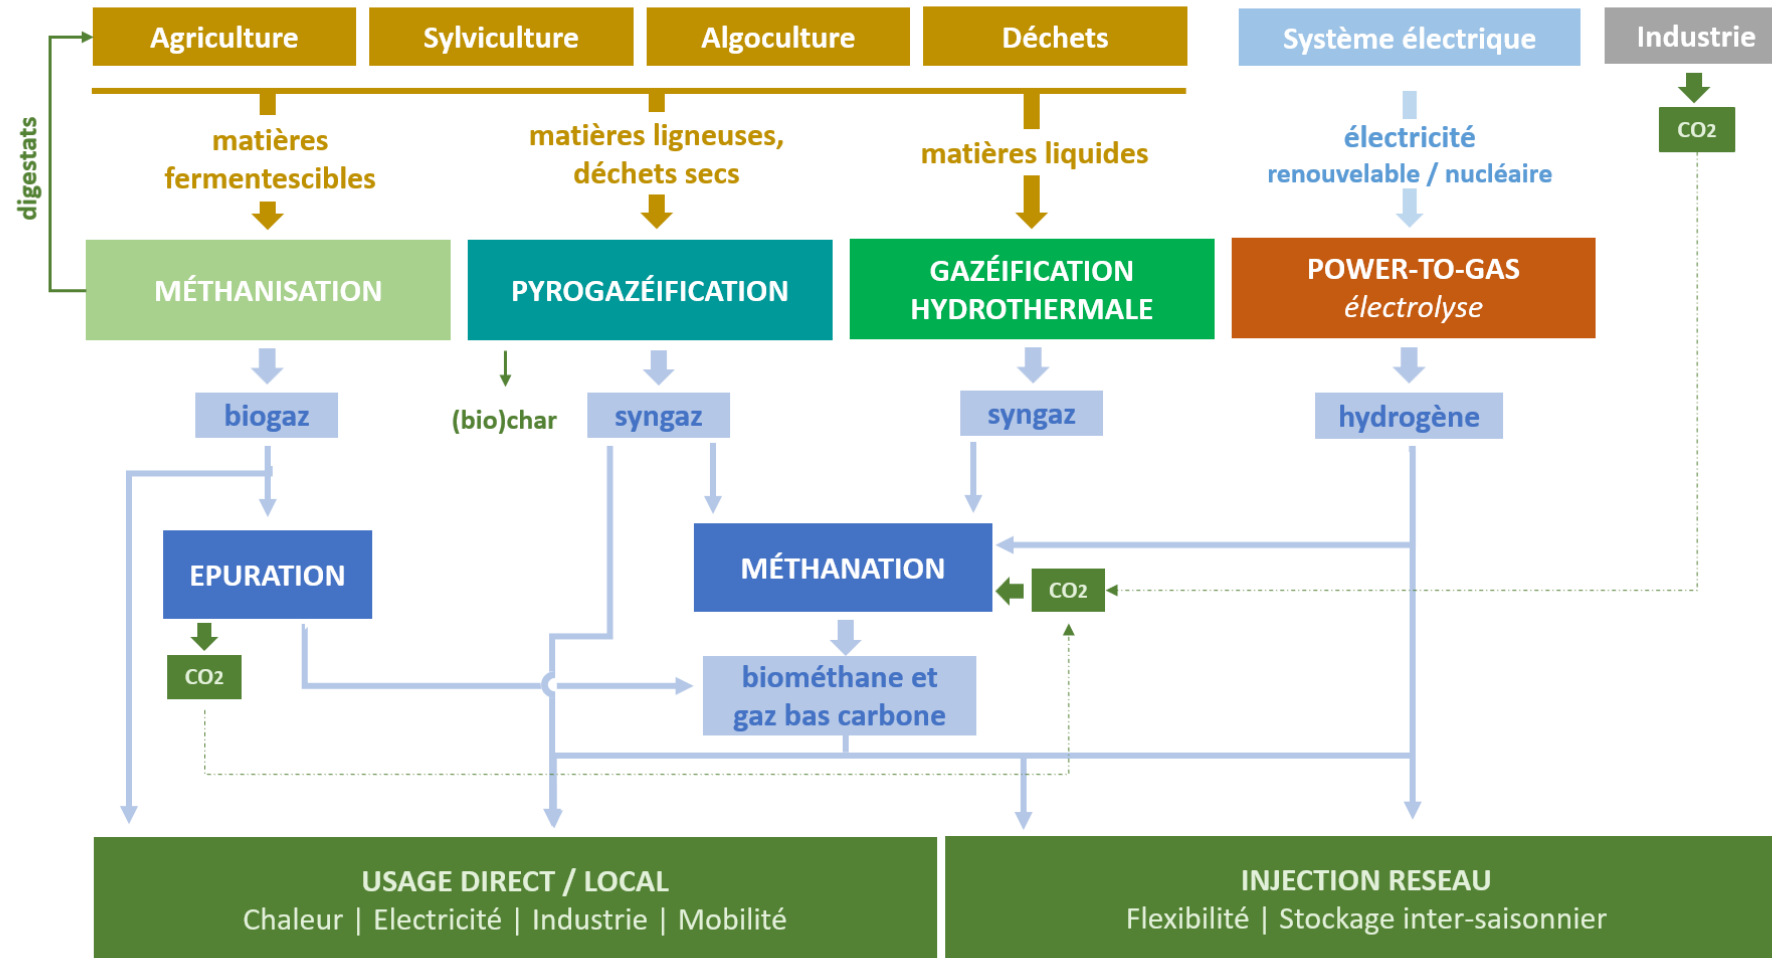 Agriculture
Sylviculture
Algoculture
Déchets
Système électrique
Industrie
digestats
matières
fermentescibles
matières ligneuses,
déchets secs
matières liquides
électricité
renouvelable / nucléaire
CO2
MÉTHANISATION
PYROGAZÉIFICATION
GAZÉIFICATION
HYDROTHERMALE
POWER-TO-GAS
électrolyse
biogaz
(bio)char
syngaz
syngaz
hydrogène
EPURATION
MÉTHANATION
CO2
CO2
biométhane et
gaz bas carbone
USAGE DIRECT / LOCAL
Chaleur | Electricité | Industrie | Mobilité
INJECTION RESEAU
Flexibilité | Stockage inter-saisonnier